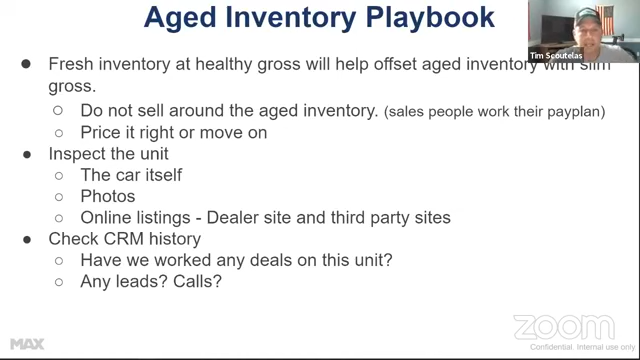 Aged Inventory Playbook
Tim Scoutelas
● Fresh inventory at healthy gross will help offset aged inventory with slim
gross.
○ Do not sell around the aged inventory. (sales people work their payplan)
○ Price it right or move on
● Inspect the unit
○ The car itself
○ Photos
○ Online listings - Dealer site and third party sites
● Check CRM history
○ Have we worked any deals on this unit?
○ Any leads? Calls?
MAX
zoom
Confidential. Internal use only.